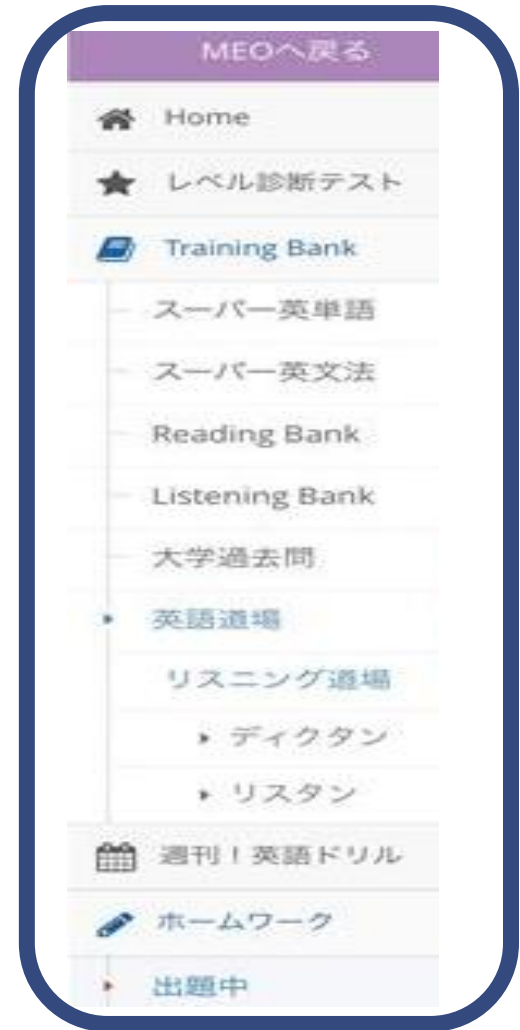 MEOへ戻る
Home
レベル診断テスト
Training Bank
スーパー英単語
スーパー英文法
Reading Bank
Listening Bank
大学過去問
英語道場
リスニング道場
ディクタン
リスタン
週刊！英語ドリル
ホームワーク
出題中